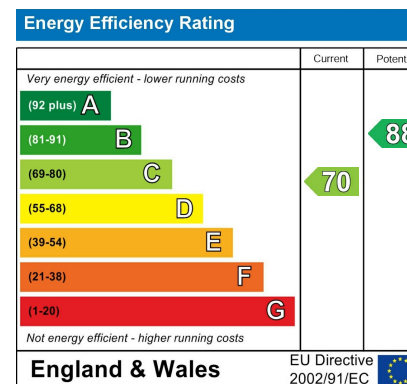 Energy Efficiency Rating
Current Potent
Very energy efficient - lower running costs
(92 plus) A
(81-91) B
88
(69-80) C
70
(55-68) D
(39-54) E
(21-38) F
(1-20) G
Not energy efficient - higher running costs
England & Wales
EU Directive
2002/91/EC